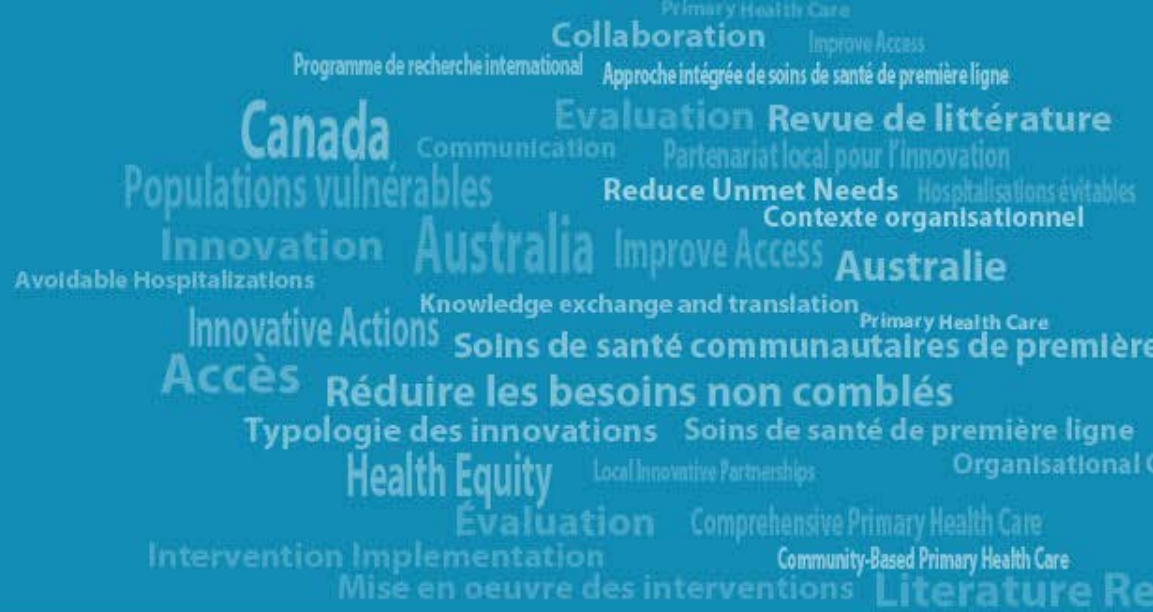 Primary Health Care
Collaboration
Improve Access
Programme de recherche international
Approche intégrée de soins de santé de première ligne
Canada
Evaluation
Revue de littérature
Communication
Partenariat local pour l'innovation
Populations vulnérables
Reduce Unmet Needs
Hospitalisations évitables
Contexte organisationnel
Innovation
Australia
Improve Access
Australie
Avoidable Hospitalizations
Knowledge exchange and translation
Primary Health Care
Innovative Actions
Soins de santé communautaires de première
Accès
Réduire les besoins non comblés
Typologie des innovations
Soins de santé de première ligne
Health Equity
Local Innovative Partnerships
Organisational C
Évaluation
Comprehensive Primary Health Care
Intervention Implementation
Community-Based Primary Health Care
Mise en oeuvre des interventions
Literature Re